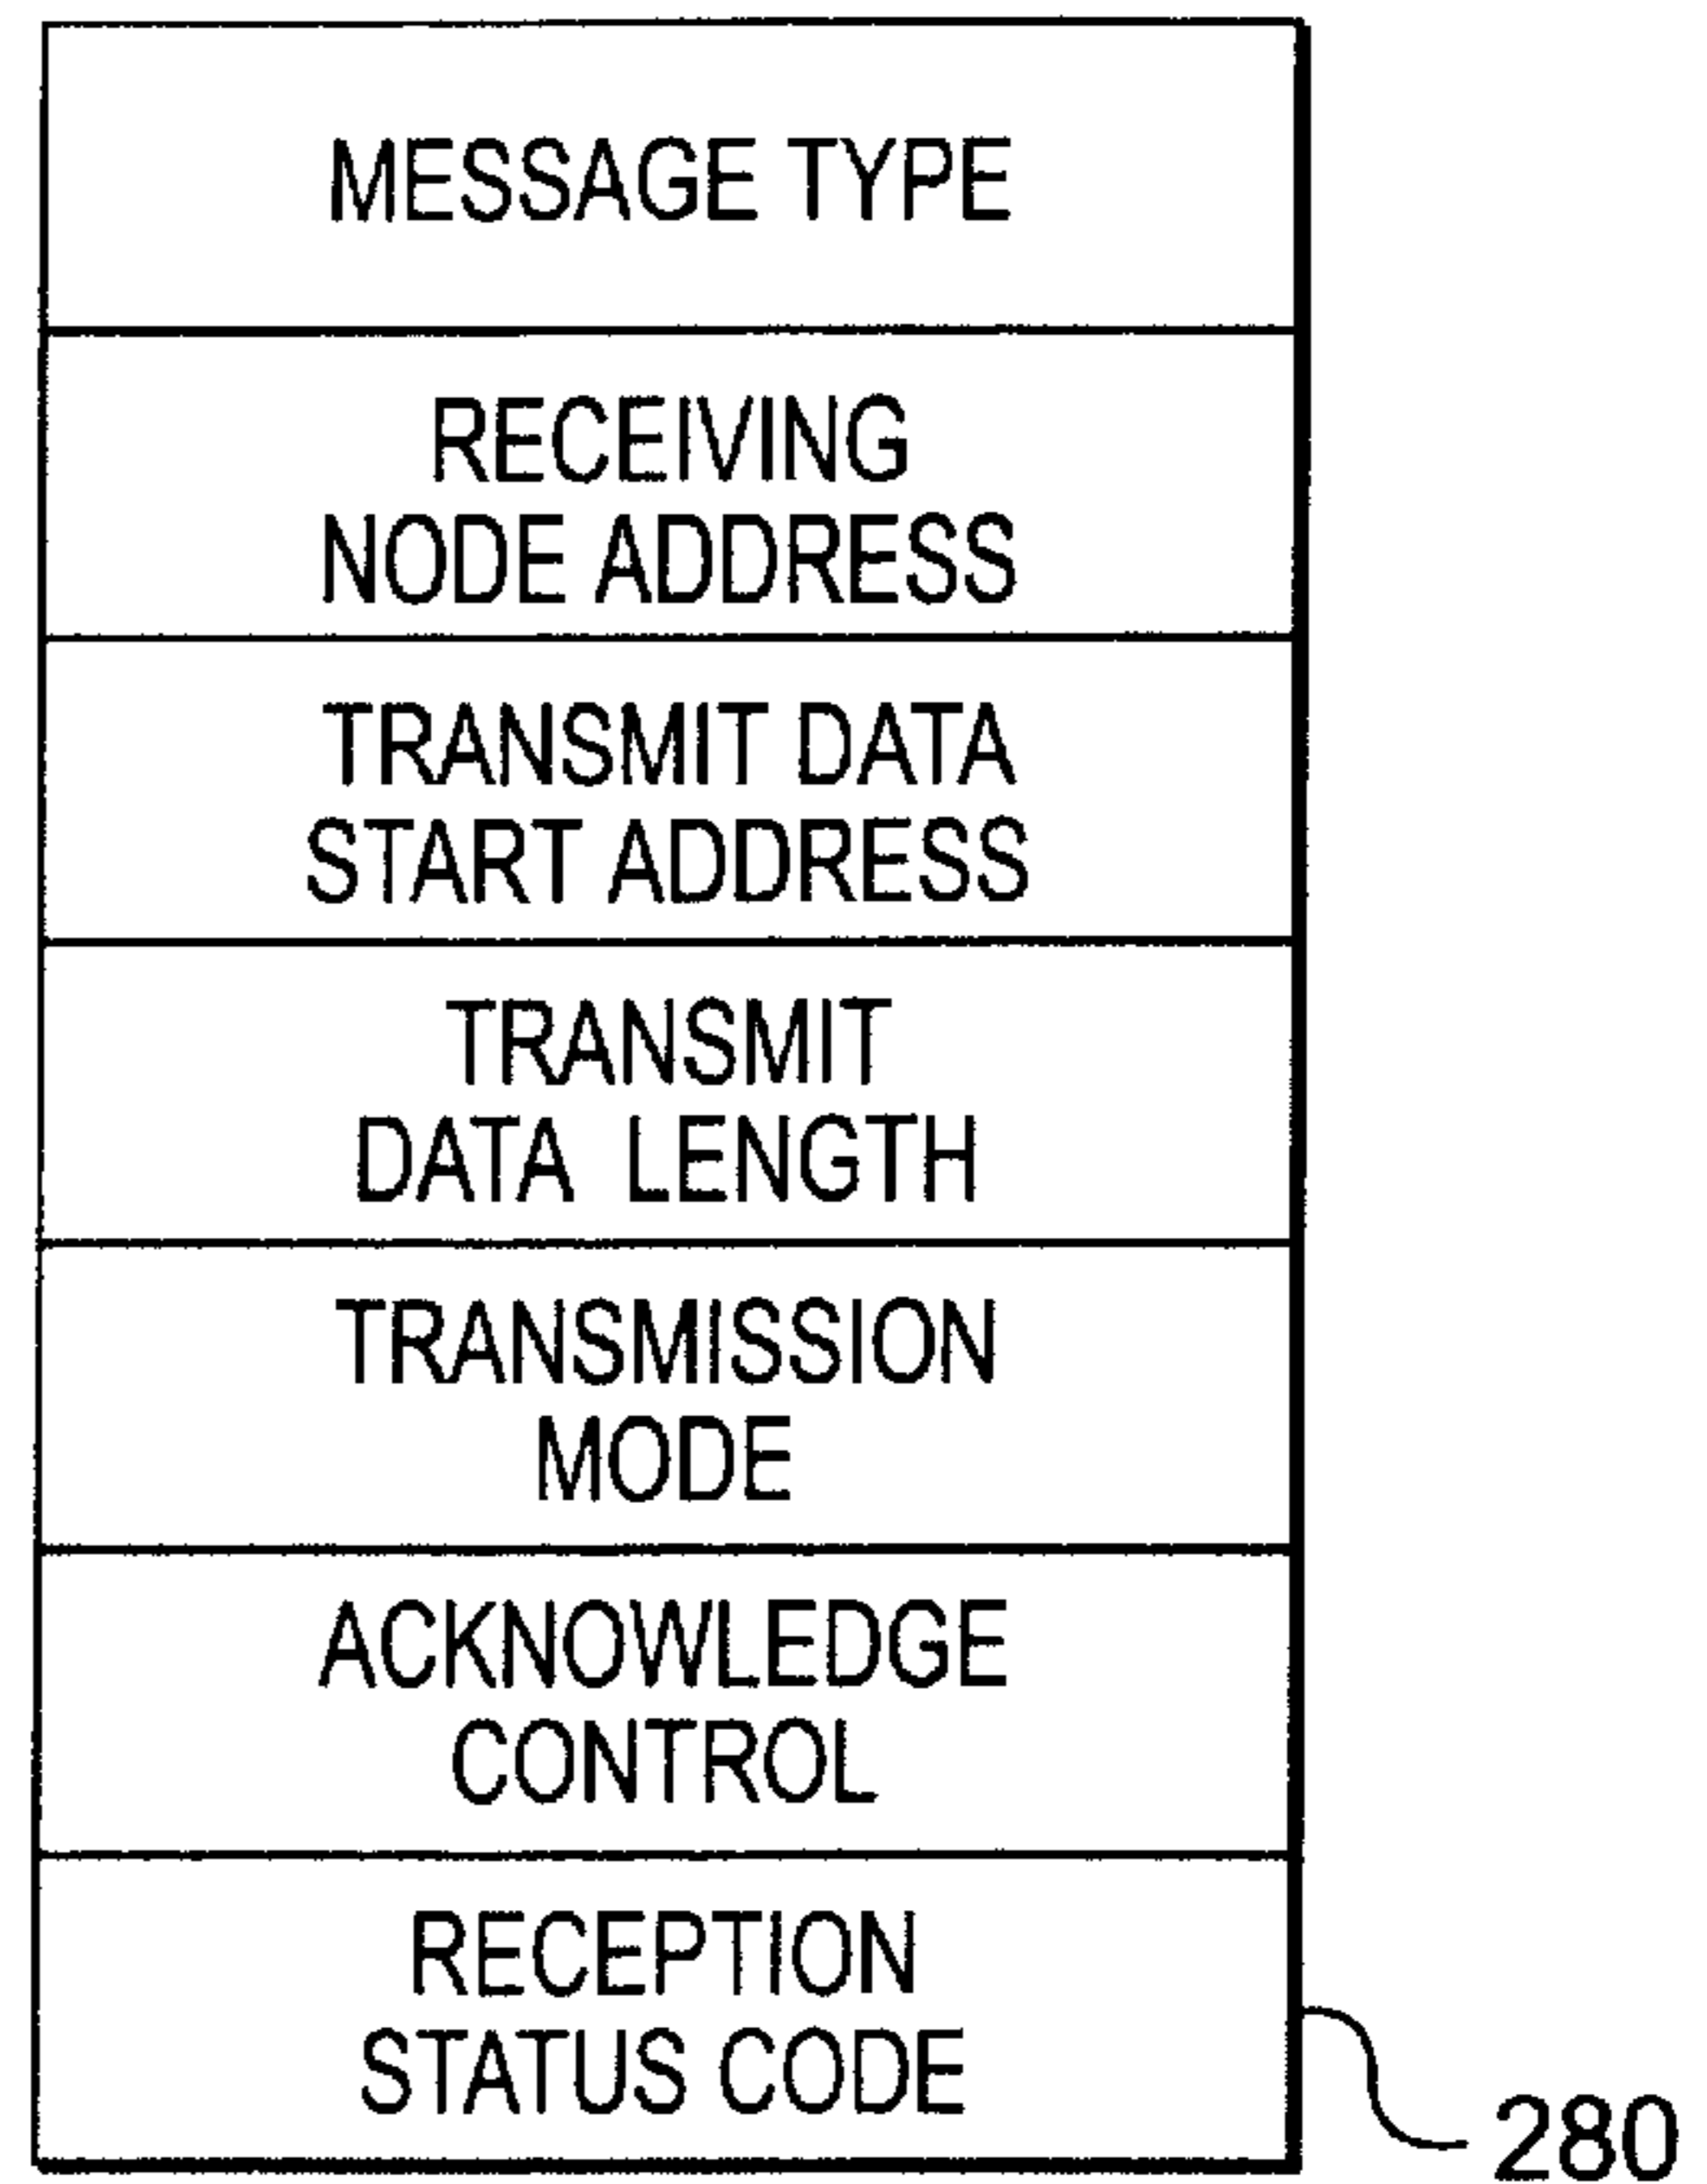 MESSAGE TYPE
RECEIVING
NODE ADDRESS
TRANSMIT DATA
START ADDRESS
TRANSMIT
DATA LENGTH
TRANSMISSION
MODE
ACKNOWLEDGE
CONTROL
RECEPTION
STATUS CODE
280